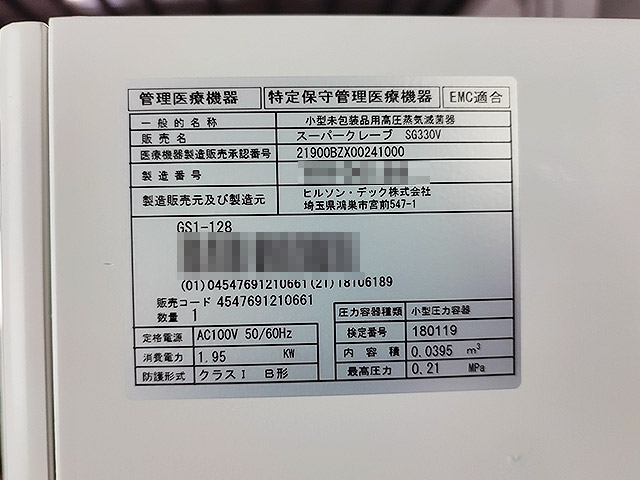 管理医療機器 特定保守管理医療機器 EMC適合
一般的名称 小型未包装品用高圧蒸気滅菌器
販売名 スーパークレーブ SG330V
医療機器製造販売承認番号 21900BZX00241000
製造番号
製造販売元及び製造元 ヒルソン・デック株式会社
埼玉県鴻巣市宮前547-1
GS1-128
(01)04547691210661(21)18106189
販売コード 4547691210661
数量 1
定格電源 AC100V 50/60Hz
消費電力 1.95 KW
防護形式 クラスⅠ B形
圧力容器種類 小型圧力容器
検定番号 180119
内容積 0.0395 m³
最高圧力 0.21 MPa